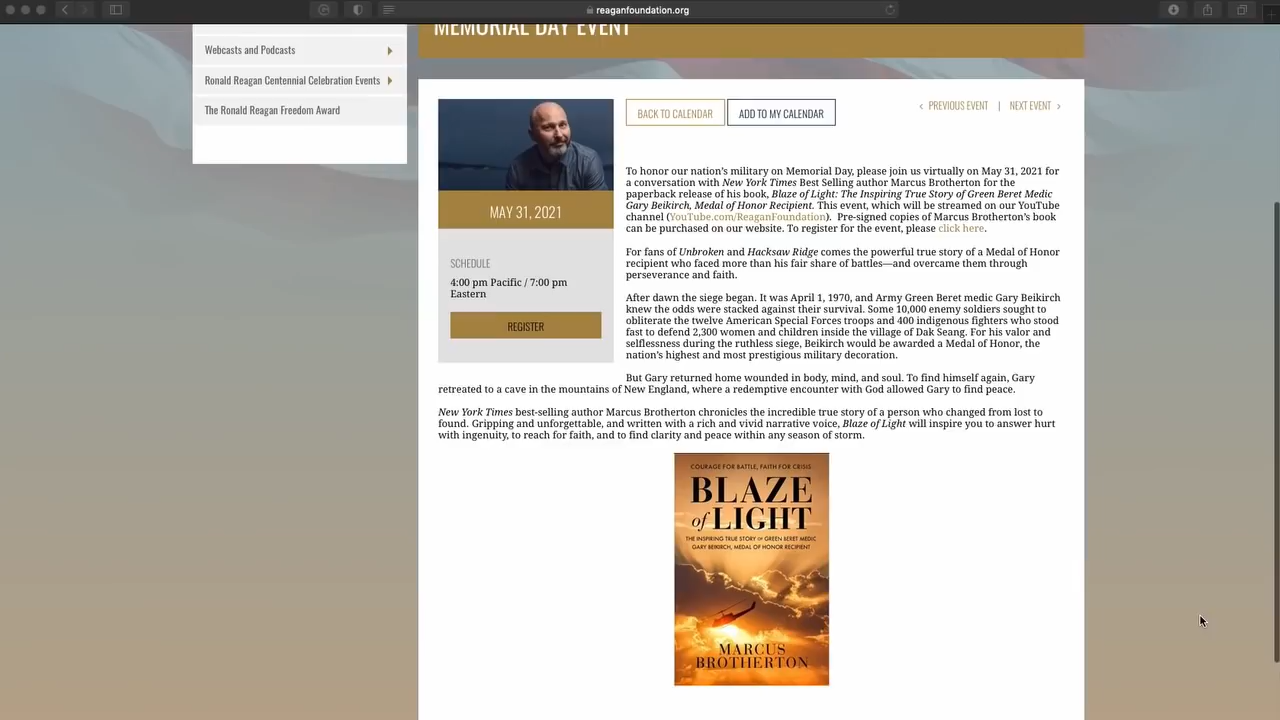 reaganfoundation.org
MEMORIAL DAY EVENT
Webcasts and Podcasts
Ronald Reagan Centennial Celebration Events
The Ronald Reagan Freedom Award
BACK TO CALENDAR
ADD TO MY CALENDAR
‹ PREVIOUS EVENT | NEXT EVENT ›
MAY 31, 2021
SCHEDULE
4:00 pm Pacific / 7:00 pm
Eastern
REGISTER
To honor our nation's military on Memorial Day, please join us virtually on May 31, 2021 for
a conversation with New York Times Best Selling author Marcus Brotherton for the
paperback release of his book, Blaze of Light: The Inspiring True Story of Green Beret Medic
Gary Beikirch, Medal of Honor Recipient. This event, which will be streamed on our YouTube
channel (YouTube.com/ReaganFoundation). Pre-signed copies of Marcus Brotherton's book
can be purchased on our website. To register for the event, please click here.
For fans of Unbroken and Hacksaw Ridge comes the powerful true story of a Medal of Honor
recipient who faced more than his fair share of battles—and overcame them through
perseverance and faith.
After dawn the siege began. It was April 1, 1970, and Army Green Beret medic Gary Beikirch
knew the odds were stacked against their survival. Some 10,000 enemy soldiers sought to
obliterate the twelve American Special Forces troops and 400 indigenous fighters who stood
fast to defend 2,300 women and children inside the village of Dak Seang. For his valor and
selflessness during the ruthless siege, Beikirch would be awarded a Medal of Honor, the
nation's highest and most prestigious military decoration.
But Gary returned home wounded in body, mind, and soul. To find himself again, Gary
retreated to a cave in the mountains of New England, where a redemptive encounter with God allowed Gary to find peace.
New York Times best-selling author Marcus Brotherton chronicles the incredible true story of a person who changed from lost to
found. Gripping and unforgettable, and written with a rich and vivid narrative voice, Blaze of Light will inspire you to answer hurt
with ingenuity, to reach for faith, and to find clarity and peace within any season of storm.
COURAGE FOR BATTLE, FAITH FOR CRISIS
BLAZE
of LIGHT
THE INSPIRING TRUE STORY OF GREEN BERET MEDIC
GARY BEIKIRCH, MEDAL OF HONOR RECIPIENT
MARCUS
BROTHERTON